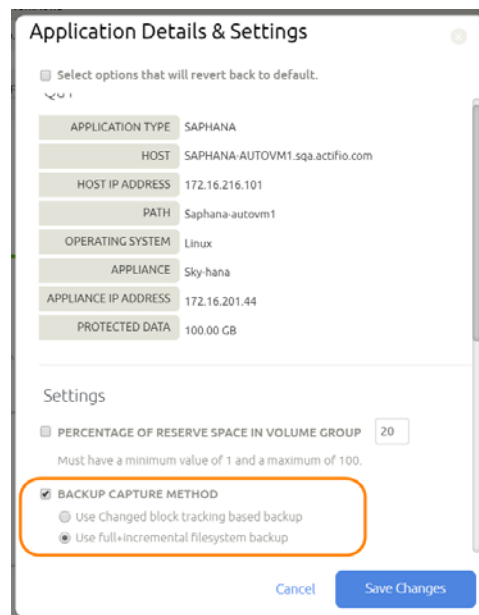 Application Details & Settings
Select options that will revert back to default.
APPLICATION TYPE SAPHANA
HOST SAPHANA-AUTOVM1.sqa.actifio.com
HOST IP ADDRESS 172.16.216.101
PATH Saphana-autovm1
OPERATING SYSTEM Linux
APPLIANCE Sky-hana
APPLIANCE IP ADDRESS 172.16.201.44
PROTECTED DATA 100.00 GB
Settings
PERCENTAGE OF RESERVE SPACE IN VOLUME GROUP 20
Must have a minimum value of 1 and a maximum of 100.
BACKUP CAPTURE METHOD
Use Changed block tracking based backup
Use full+incremental filesystem backup
Cancel Save Changes